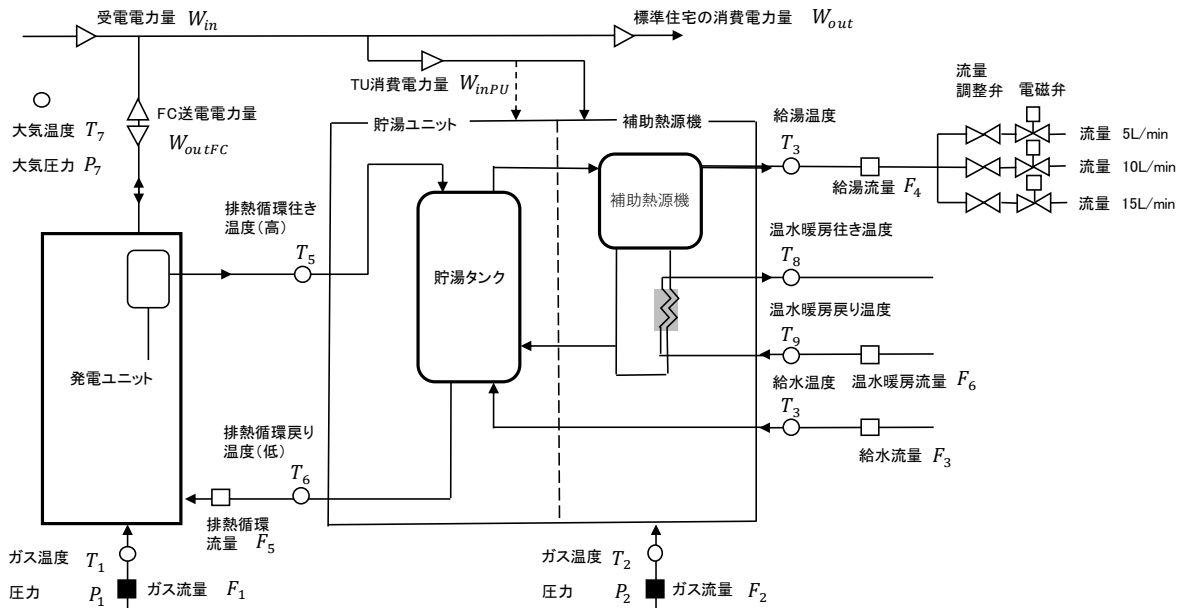 受電電力量 W_in
標準住宅の消費電力量 W_out
TU消費電力量 W_inPU
FC送電電力量
W_outFC
大気温度 T_7
大気圧力 P_7
貯湯ユニット
補助熱源機
給湯温度
T_3
給湯流量 F_4
流量
調整弁
電磁弁
流量 5L/min
流量 10L/min
流量 15L/min
排熱循環往き
温度(高)
T_5
貯湯タンク
補助熱源機
温水暖房往き温度
T_8
温水暖房戻り温度
T_9
温水暖房流量 F_6
給水温度
T_3
給水流量 F_3
発電ユニット
排熱循環戻り
温度(低)
T_6
排熱循環
流量 F_5
ガス温度 T_1
圧力 P_1
ガス流量 F_1
ガス温度 T_2
圧力 P_2
ガス流量 F_2